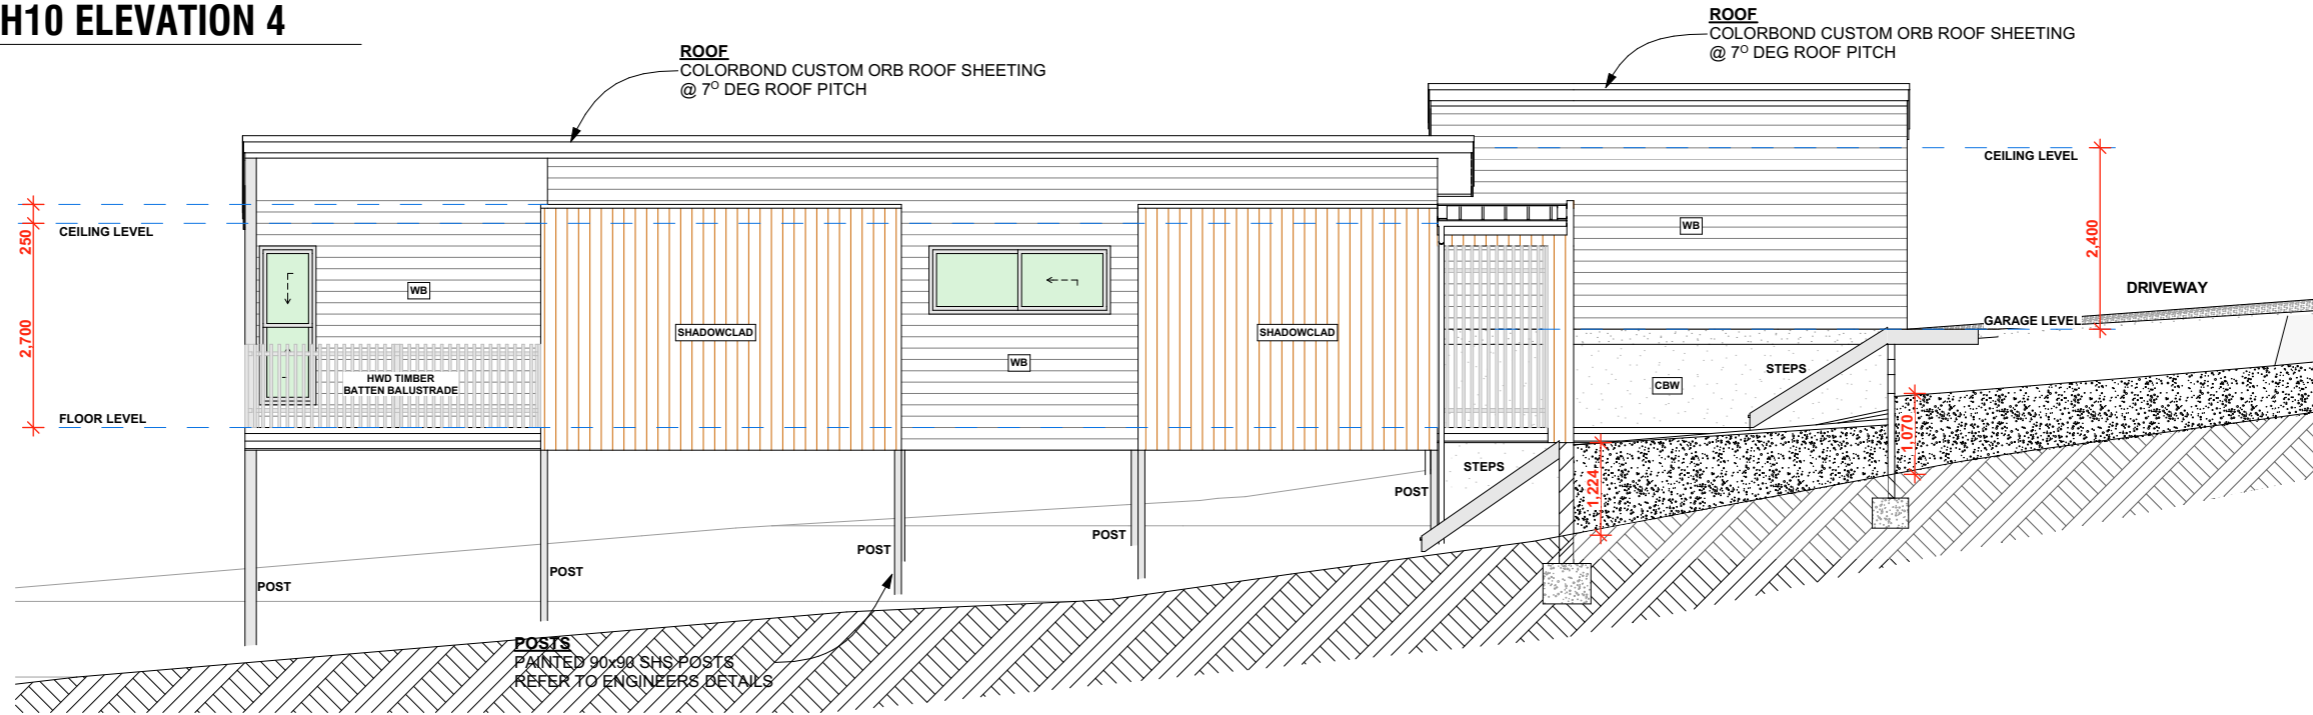 H10 ELEVATION 4
ROOF
COLORBOND CUSTOM ORB ROOF SHEETING
@ 7O DEG ROOF PITCH
ROOF
COLORBOND CUSTOM ORB ROOF SHEETING
@ 7O DEG ROOF PITCH
CEILING LEVEL
250
CEILING LEVEL
WB
2,400
WB
DRIVEWAY
2,700
SHADOWCLAD
SHADOWCLAD
GARAGE LEVEL
WB
STEPS
HWD TIMBER
BATTEN BALUSTRADE
CBW
FLOOR LEVEL
1,070
STEPS
1,224
POST
POST
POST
POST
POST
POSTS
PAINTED 90x90 SHS POSTS
REFER TO ENGINEERS DETAILS